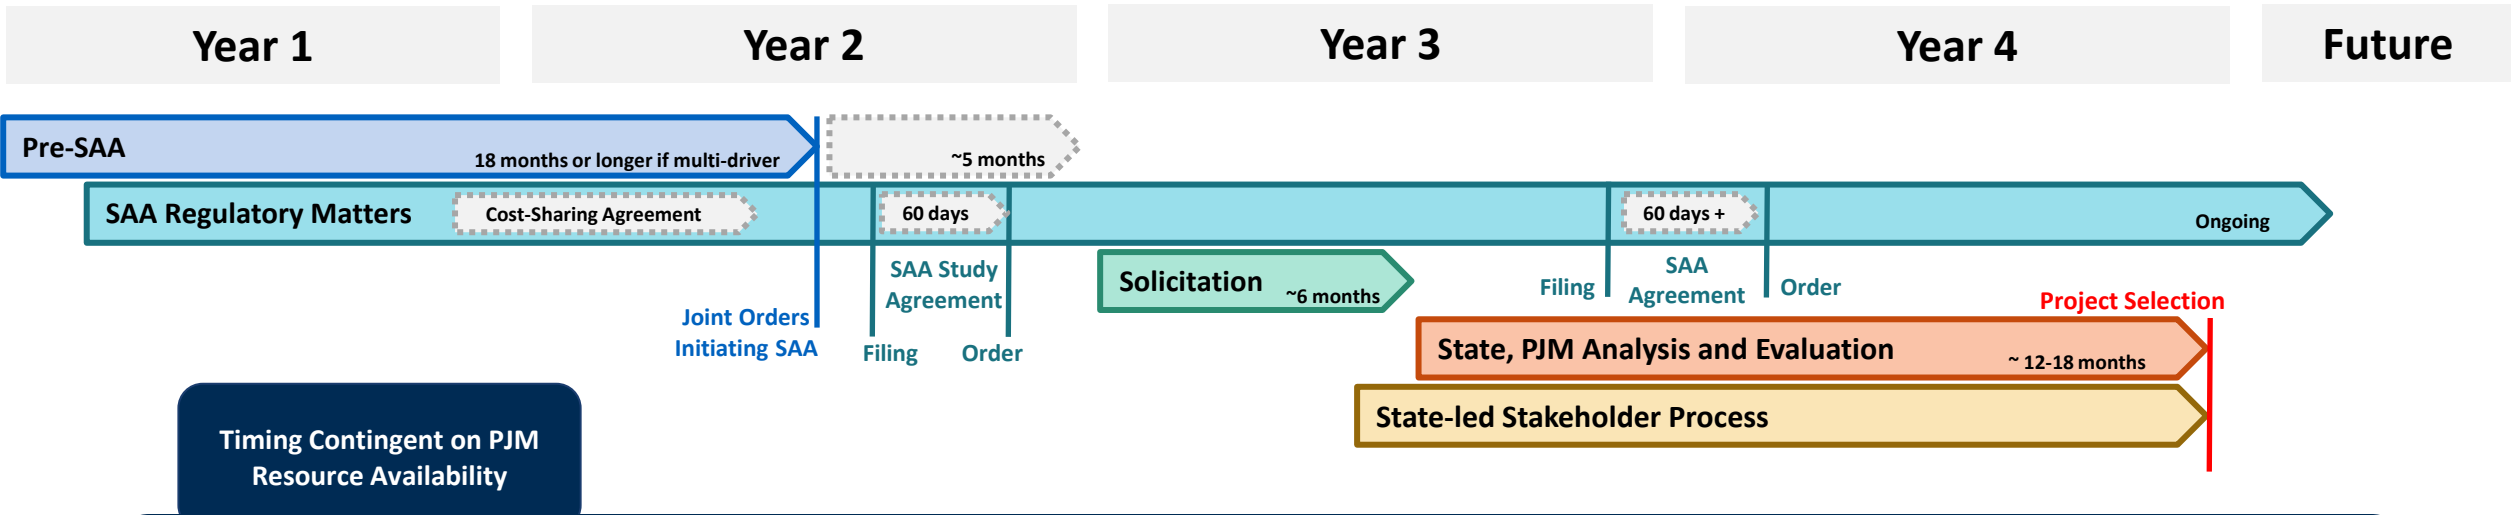 Year 1
Year 2
Year 3
Year 4
Future
Pre-SAA
18 months or longer if multi-driver
~5 months
SAA Regulatory Matters
Cost-Sharing Agreement
60 days
60 days +
Ongoing
Joint Orders
Initiating SAA
SAA Study
Agreement
Filing
Order
Solicitation
~6 months
Filing
SAA
Agreement
Order
Project Selection
State, PJM Analysis and Evaluation
~ 12-18 months
State-led Stakeholder Process
Timing Contingent on PJM
Resource Availability